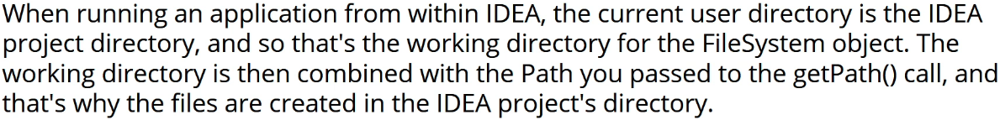 When running an application from within IDEA, the current user directory is the IDEA
project directory, and so that's the working directory for the FileSystem object. The
working directory is then combined with the Path you passed to the getPath() call, and
that's why the files are created in the IDEA project's directory.